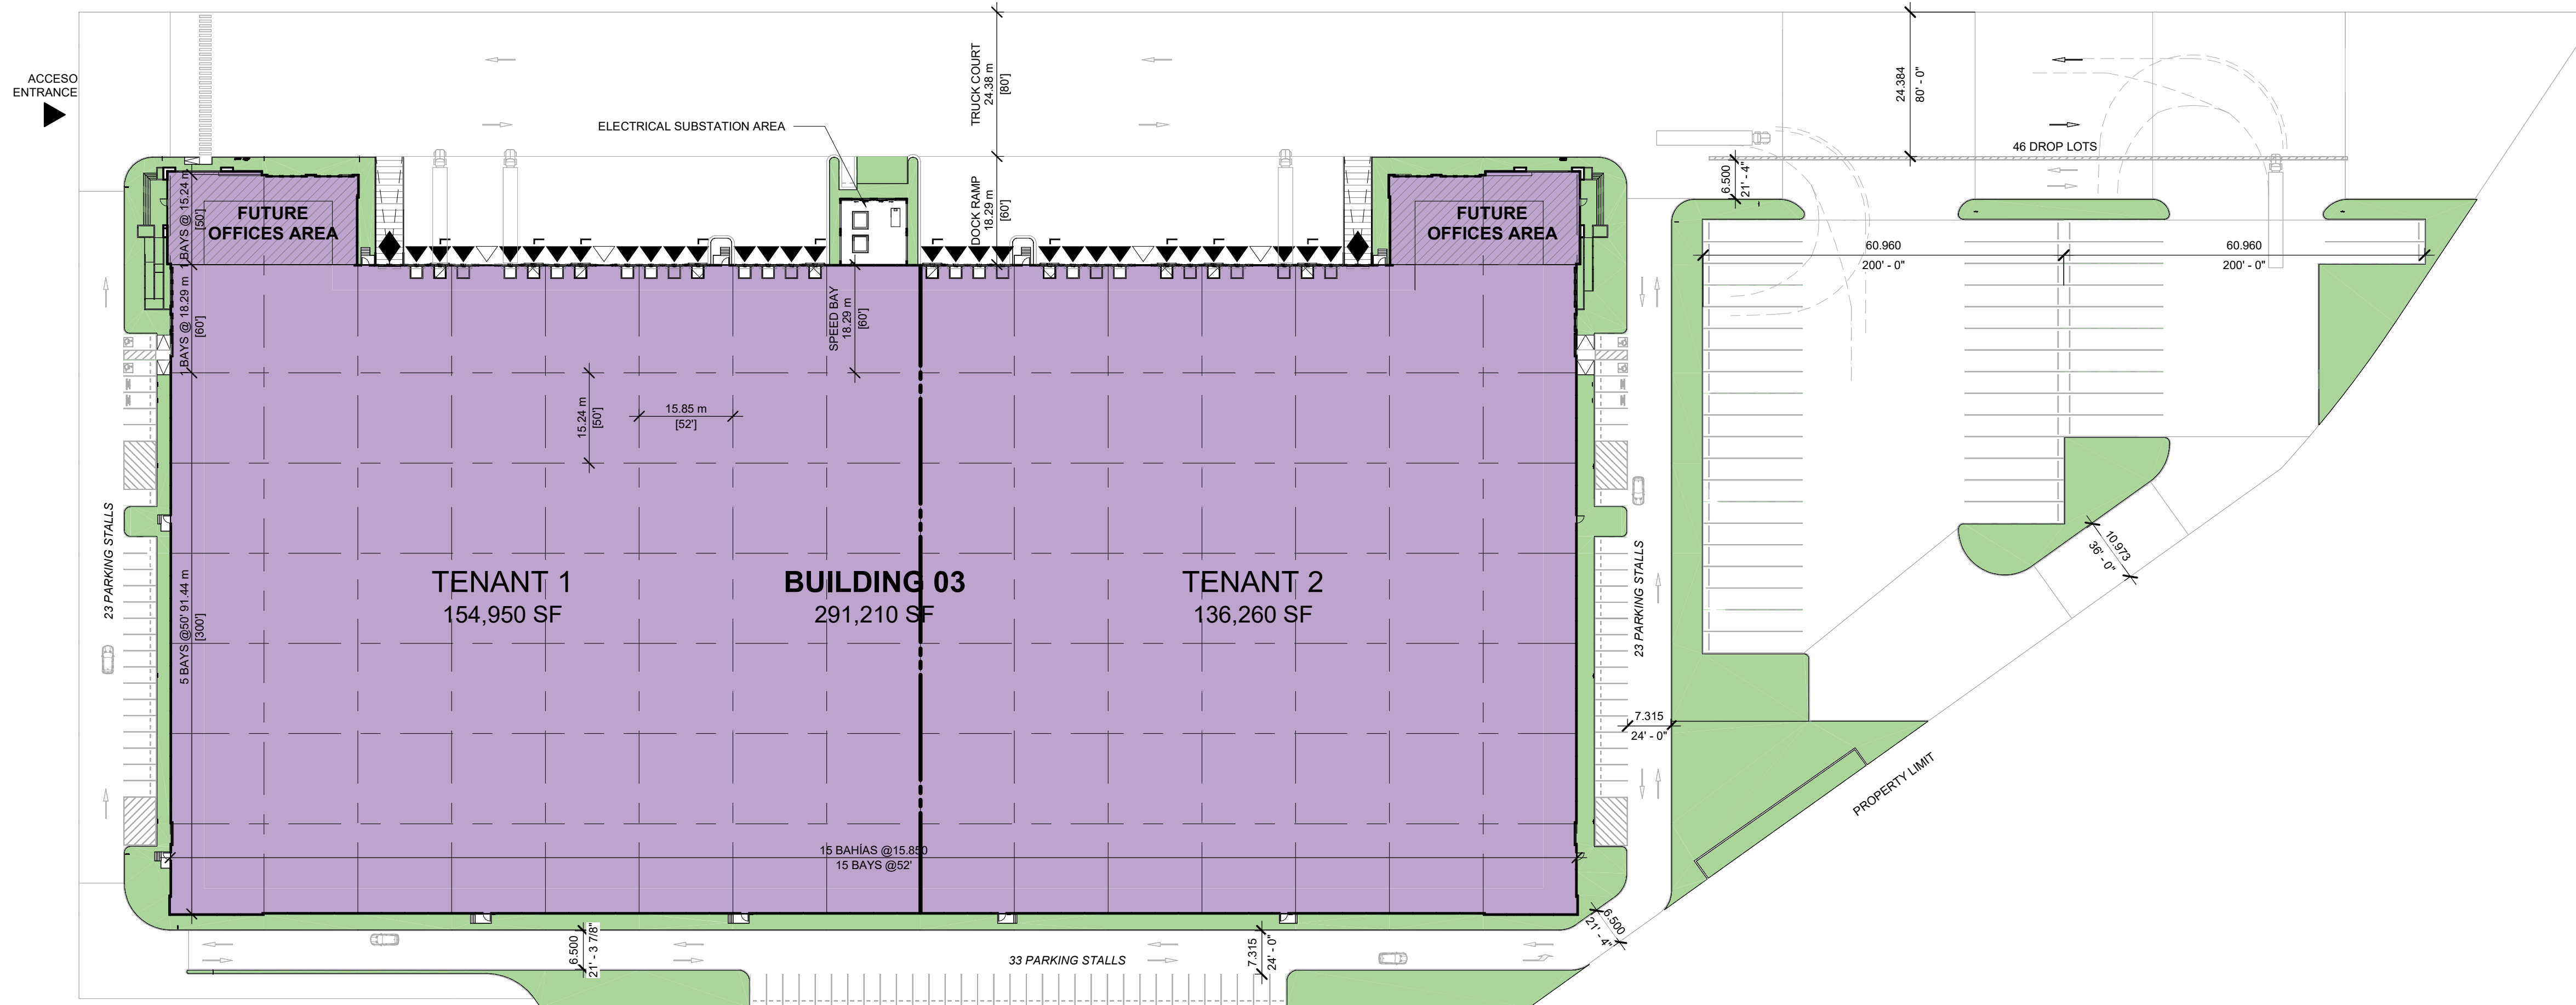 ACCESO
ENTRANCE
ELECTRICAL SUBSTATION AREA
TRUCK COURT
24.38 m
[80']
24.384
80' - 0"
46 DROP LOTS
6.500
21' - 4"
1 BAYS @ 15.24 m
[50']
FUTURE
OFFICES AREA
DOCK RAMP
18.29 m
[60']
FUTURE
OFFICES AREA
60.960
200' - 0"
60.960
200' - 0"
1 BAYS @ 18.29 m
[60']
SPEED BAY
18.29 m
[60']
15.24 m
[50']
15.85 m
[52']
23 PARKING STALLS
5 BAYS @50' 91.44 m
[300']
TENANT 1
154,950 SF
BUILDING 03
291,210 SF
TENANT 2
136,260 SF
23 PARKING STALLS
10.973
36' - 0"
7.315
24' - 0"
PROPERTY LIMIT
15 BAHÍAS @15.850
15 BAYS @52'
6.500
21' - 4"
6.500
21' - 3 7/8"
33 PARKING STALLS
7.315
24' - 0"